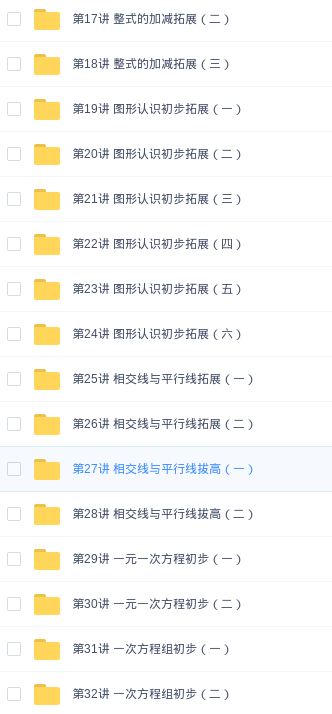 第17讲 整式的加减拓展（二）
第18讲 整式的加减拓展（三）
第19讲 图形认识初步拓展（一）
第20讲 图形认识初步拓展（二）
第21讲 图形认识初步拓展（三）
第22讲 图形认识初步拓展（四）
第23讲 图形认识初步拓展（五）
第24讲 图形认识初步拓展（六）
第25讲 相交线与平行线拓展（一）
第26讲 相交线与平行线拓展（二）
第27讲 相交线与平行线拔高（一）
第28讲 相交线与平行线拔高（二）
第29讲 一元一次方程初步（一）
第30讲 一元一次方程初步（二）
第31讲 一次方程组初步（一）
第32讲 一次方程组初步（二）